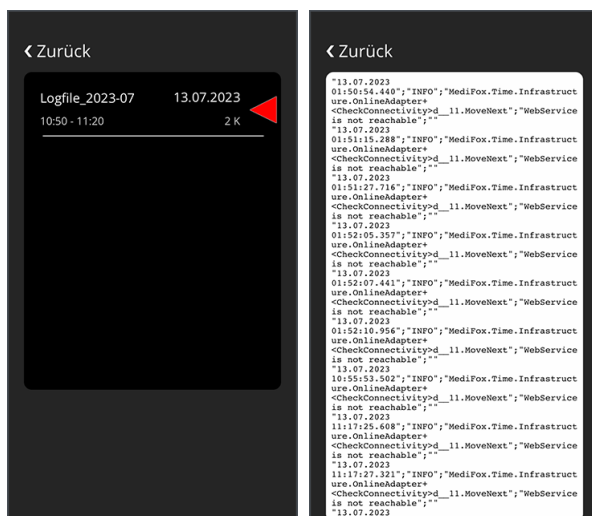 Zurück
Logfile_2023-07 13.07.2023
10:50 - 11:20 2 K
Zurück
"13.07.2023
01:50:54.440";"INFO";"MediFox.Time.Infrastruct
ure.OnlineAdapter+
<CheckConnectivity>d__11.MoveNext";"WebService
is not reachable";""
"13.07.2023
01:51:15.288";"INFO";"MediFox.Time.Infrastruct
ure.OnlineAdapter+
<CheckConnectivity>d__11.MoveNext";"WebService
is not reachable";""
"13.07.2023
01:51:27.716";"INFO";"MediFox.Time.Infrastruct
ure.OnlineAdapter+
<CheckConnectivity>d__11.MoveNext";"WebService
is not reachable";""
"13.07.2023
01:52:05.357";"INFO";"MediFox.Time.Infrastruct
ure.OnlineAdapter+
<CheckConnectivity>d__11.MoveNext";"WebService
is not reachable";""
"13.07.2023
01:52:07.441";"INFO";"MediFox.Time.Infrastruct
ure.OnlineAdapter+
<CheckConnectivity>d__11.MoveNext";"WebService
is not reachable";""
"13.07.2023
01:52:10.956";"INFO";"MediFox.Time.Infrastruct
ure.OnlineAdapter+
<CheckConnectivity>d__11.MoveNext";"WebService
is not reachable";""
"13.07.2023
10:55:53.502";"INFO";"MediFox.Time.Infrastruct
ure.OnlineAdapter+
<CheckConnectivity>d__11.MoveNext";"WebService
is not reachable";""
"13.07.2023
11:17:25.608";"INFO";"MediFox.Time.Infrastruct
ure.OnlineAdapter+
<CheckConnectivity>d__11.MoveNext";"WebService
is not reachable";""
"13.07.2023
11:17:27.321";"INFO";"MediFox.Time.Infrastruct
ure.OnlineAdapter+
<CheckConnectivity>d__11.MoveNext";"WebService
is not reachable";""
"13.07.2023